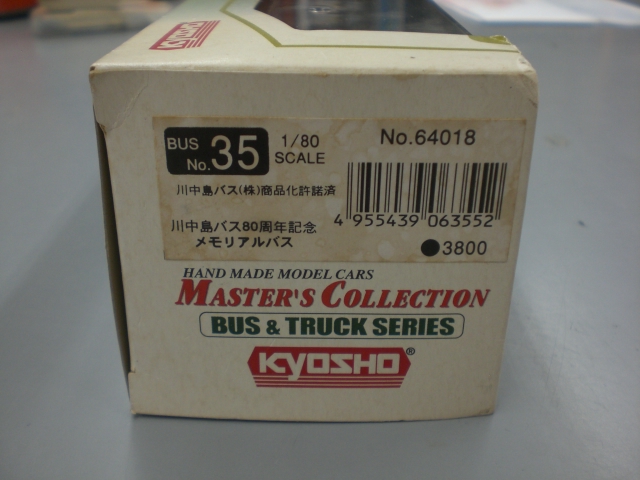 KYOSHO
BUS No. 35
1/80 SCALE
No.64018
川中島バス(株)商品化許諾済
川中島バス80周年記念
メモリアルバス
4 955439 063552
●3800
HAND MADE MODEL CARS
MASTER'S COLLECTION
BUS & TRUCK SERIES
KYOSHO®